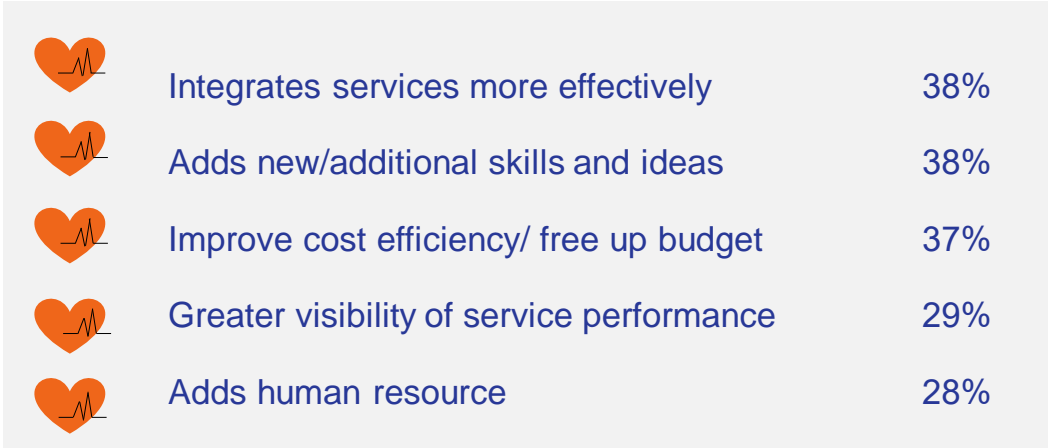 Integrates services more effectively 38%
Adds new/additional skills and ideas 38%
Improve cost efficiency/ free up budget 37%
Greater visibility of service performance 29%
Adds human resource 28%